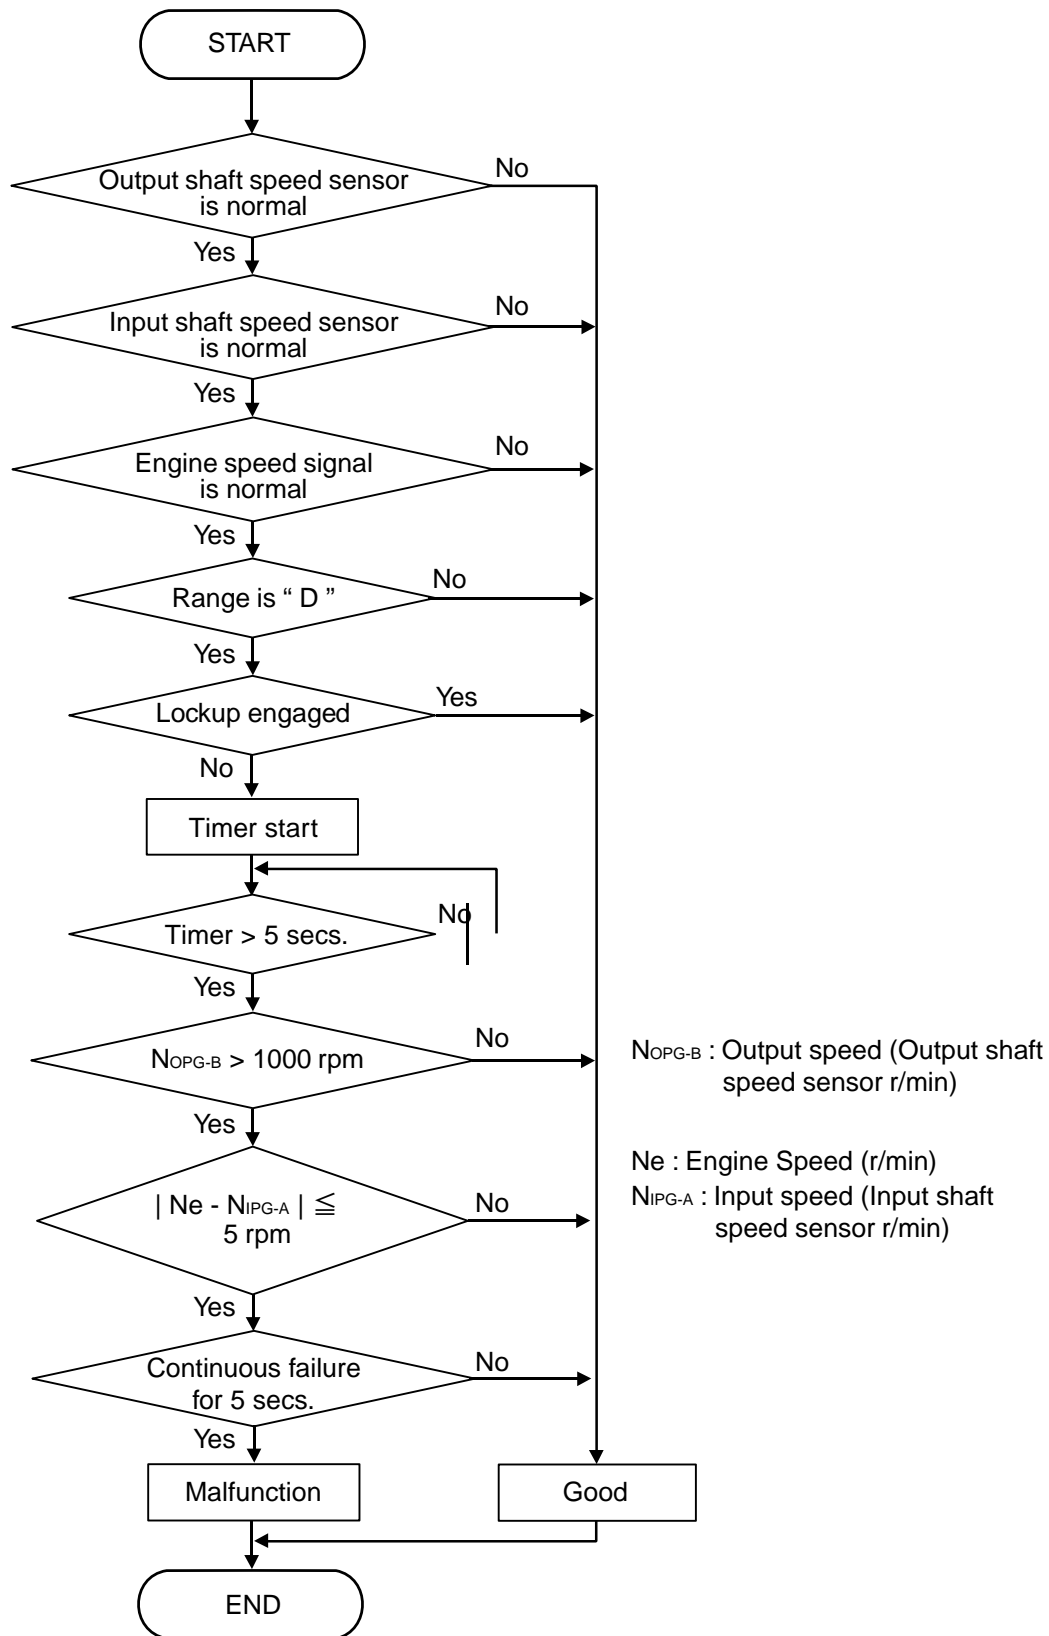 START
Output shaft speed sensor
is normal
No
Yes
Input shaft speed sensor
is normal
No
Yes
Engine speed signal
is normal
No
Yes
Range is “ D ”
No
Yes
Lockup engaged
Yes
No
Timer start
Timer > 5 secs.
No
Yes
NOPG-B > 1000 rpm
No
Yes
| Ne - NIPG-A | ≦
5 rpm
No
Yes
Continuous failure
for 5 secs.
No
Yes
Malfunction
Good
END
NOPG-B : Output speed (Output shaft
speed sensor r/min)
Ne : Engine Speed (r/min)
NIPG-A : Input speed (Input shaft
speed sensor r/min)